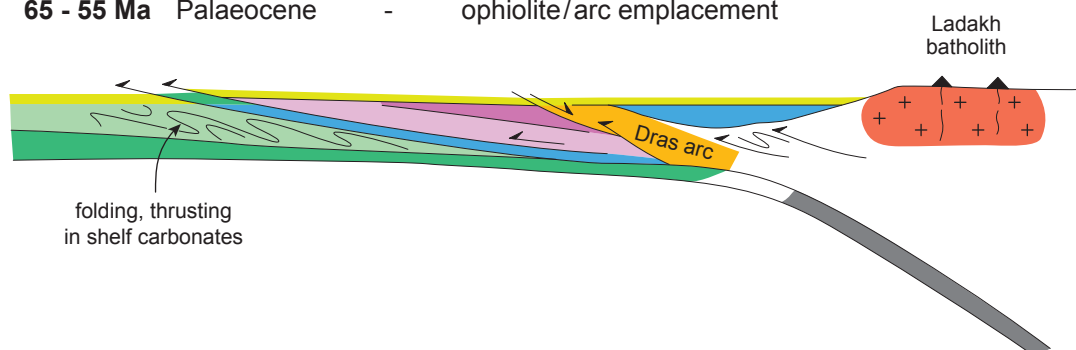 65 - 55 Ma Palaeocene - ophiolite/arc emplacement
Ladakh
batholith
Dras arc
folding, thrusting
in shelf carbonates